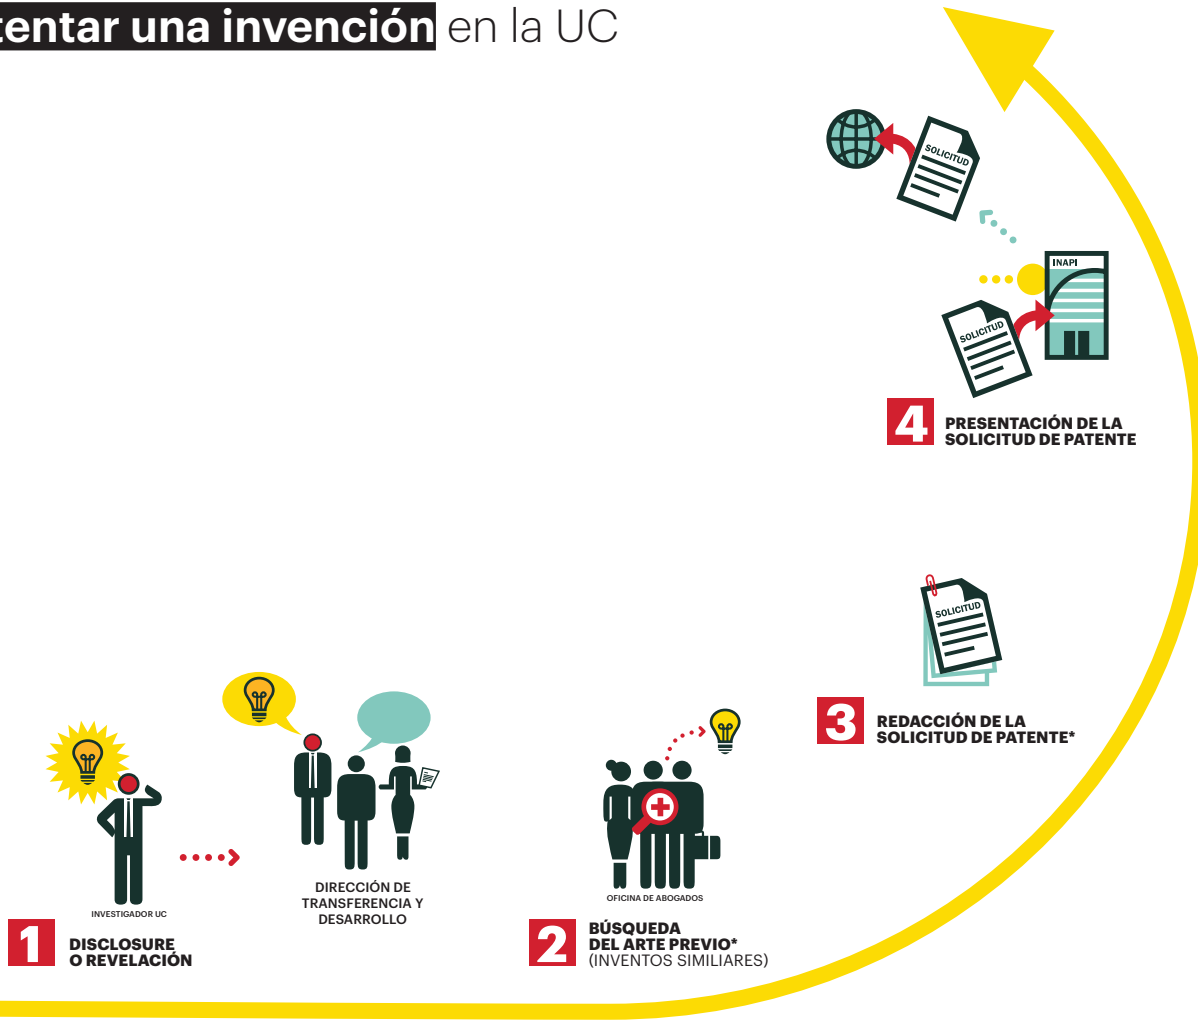 tentar una invención en la UC
SOLICITUD
INAPI
SOLICITUD
4
PRESENTACIÓN DE LA
SOLICITUD DE PATENTE
SOLICITUD
3
REDACCIÓN DE LA
SOLICITUD DE PATENTE*
INVESTIGADOR UC
DIRECCIÓN DE
TRANSFERENCIA Y
DESARROLLO
1
DISCLOSURE
O REVELACIÓN
OFICINA DE ABOGADOS
2
BÚSQUEDA
DEL ARTE PREVIO*
(INVENTOS SIMILIARES)